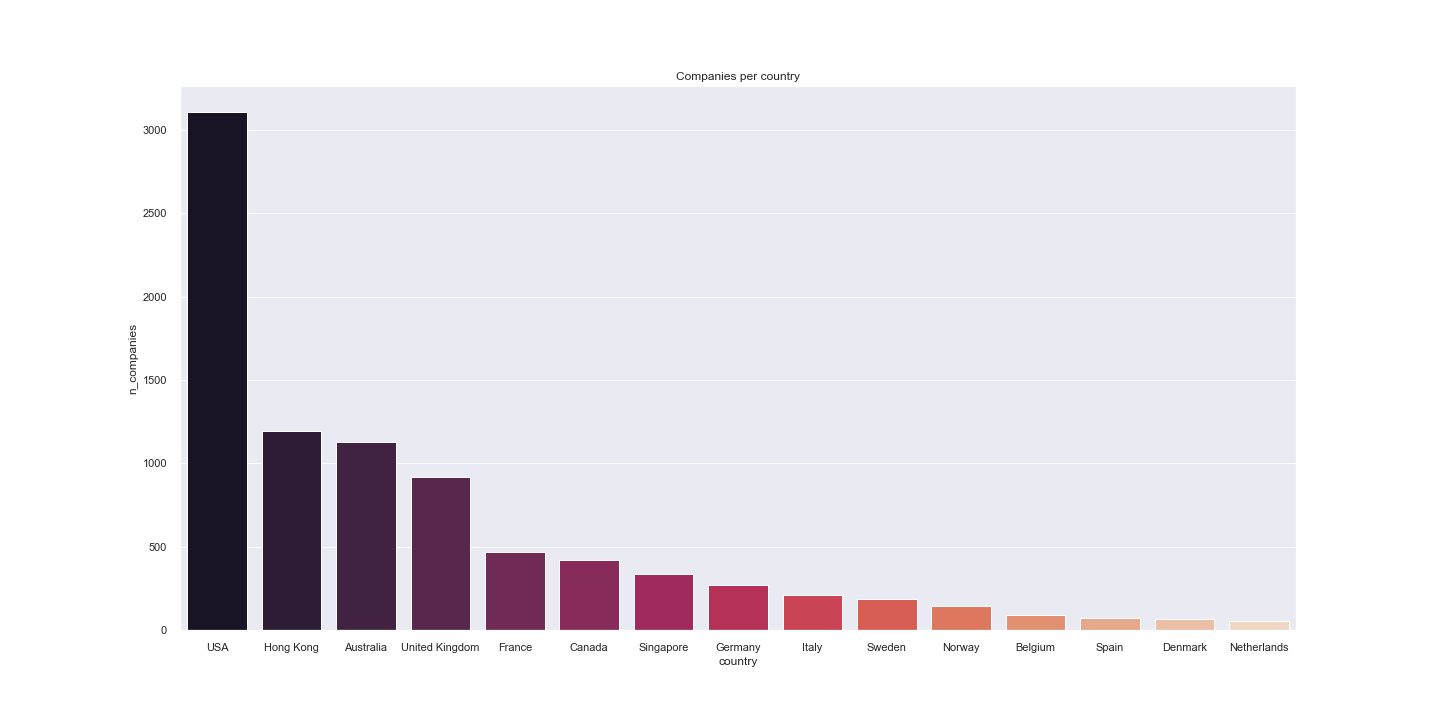 Companies per country
3000
2500
2000
1500
1000
500
0
n_companies
USA Hong Kong Australia United Kingdom France Canada Singapore Germany Italy Sweden Norway Belgium Spain Denmark Netherlands
country